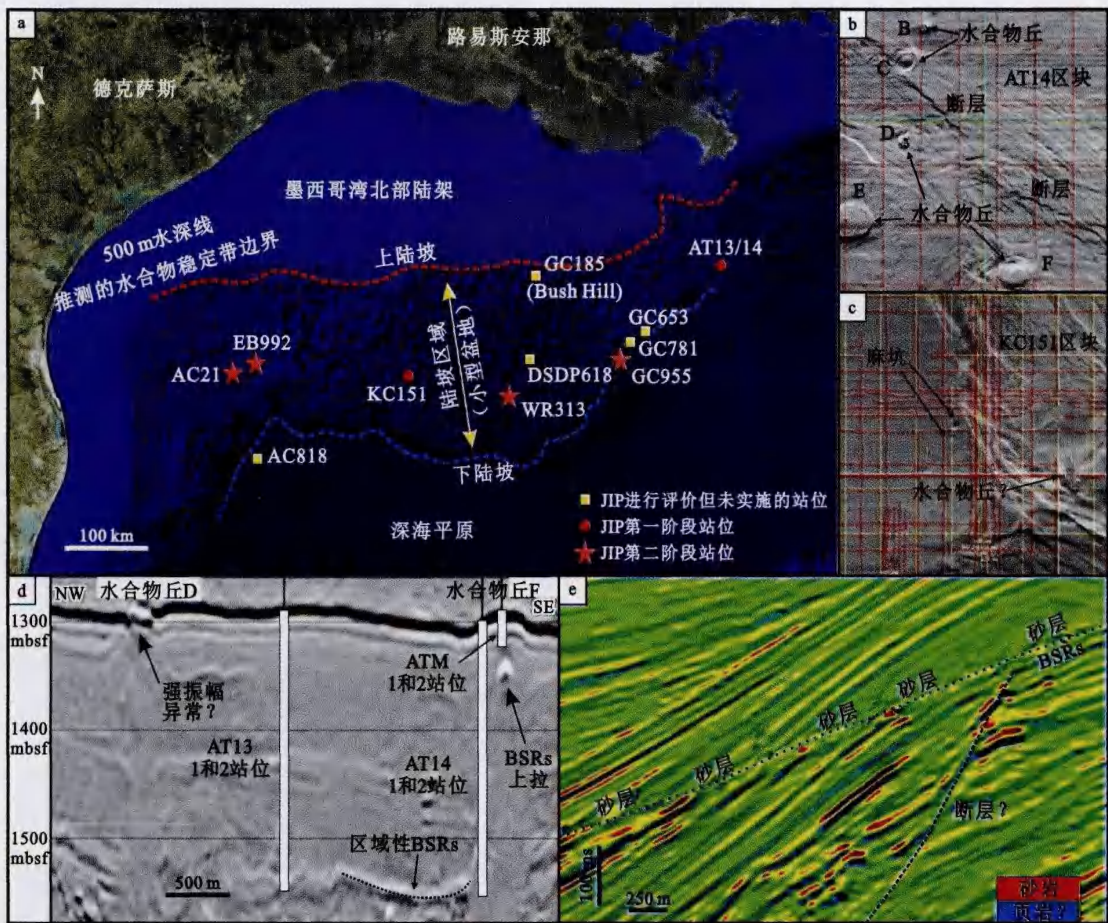 a
路易斯安那
N
德克萨斯
墨西哥湾北部陆架
500 m水深线
推测的水合物稳定带边界
上陆坡
AT13/14
GC185
(Bush Hill)
GC653
GC781
GC955
EB992
AC21
KC151
陆坡区域
(小型盆地)
DSDP618
WR313
AC818
下陆坡
100 km
深海平原
JIP进行评价但未实施的站位
JIP第一阶段站位
JIP第二阶段站位
b
B
水合物丘
C
AT14区块
断层
D
断层
E
水合物丘
F
c
KC151区块
麻坑
水合物丘?
d
NW
水合物丘D
水合物丘F
SE
1300
mbsf
强振幅
异常?
ATM
1和2站位
1400
mbsf
AT13
1和2站位
AT14
1和2站位
BSRs
上拉
1500
mbsf
区域性BSRs
500 m
e
砂层
BSRs
砂层
砂层
砂层
砂层
砂层
断层?
100 ms
250 m
砂岩
页岩?